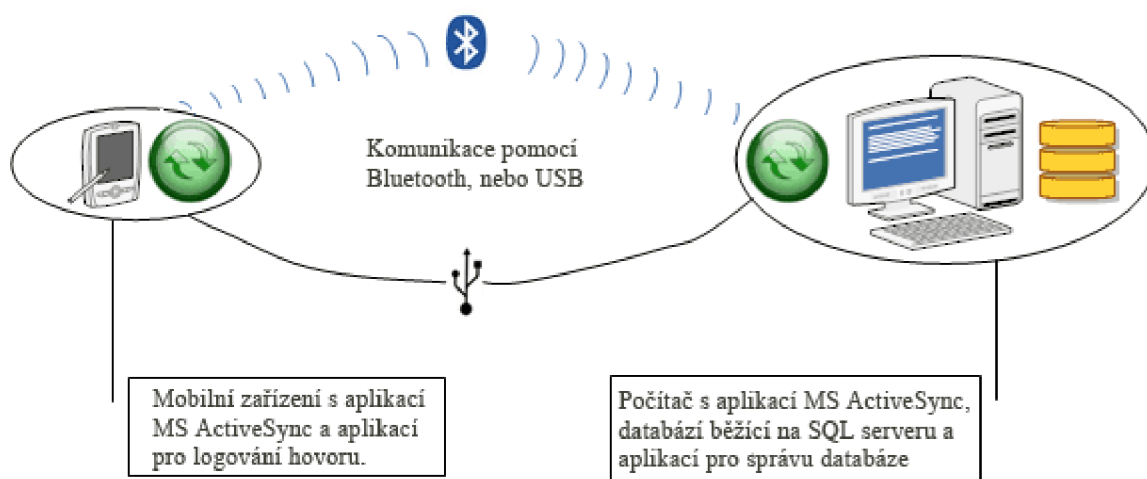 Komunikace pomocí
Bluetooth, nebo USB
Mobilní zařízení s aplikací
MS ActiveSync a aplikací
pro logování hovoru.
Počítač s aplikací MS ActiveSync,
databází běžící na SQL serveru a
aplikací pro správu databáze